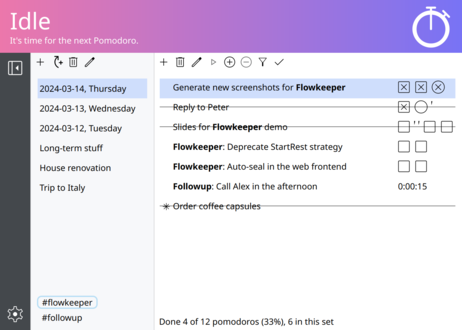 Idle
It's time for the next Pomodoro.
2024-03-14, Thursday
2024-03-13, Wednesday
2024-03-12, Tuesday
Long-term stuff
House renovation
Trip to Italy
#flowkeeper
#followup
Generate new screenshots for Flowkeeper
Reply to Peter
Slides for Flowkeeper demo
Flowkeeper: Deprecate StartRest strategy
Flowkeeper: Auto-seal in the web frontend
Followup: Call Alex in the afternoon 0:00:15
Order coffee capsules
Done 4 of 12 pomodoros (33%), 6 in this set